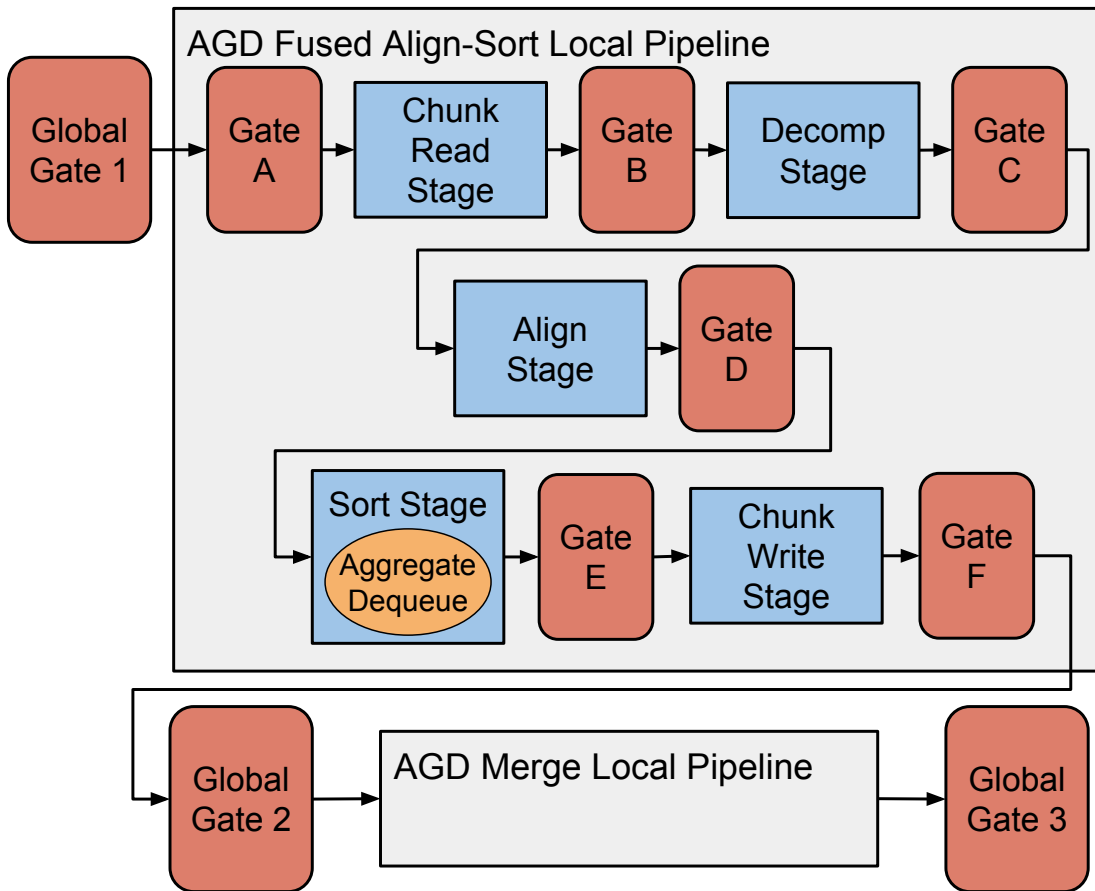 AGD Fused Align-Sort Local Pipeline
Global
Gate 1
Gate
A
Chunk
Read
Stage
Gate
B
Decomp
Stage
Gate
C
Align
Stage
Gate
D
Sort Stage
Aggregate
Dequeue
Gate
E
Chunk
Write
Stage
Gate
F
Global
Gate 2
AGD Merge Local Pipeline
Global
Gate 3